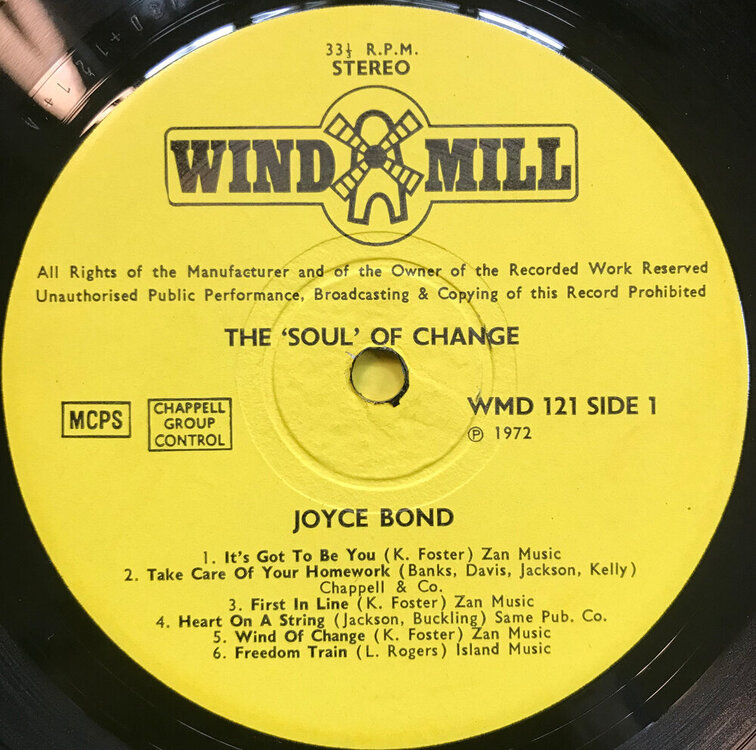 33⅓ R.P.M.
STEREO
WIND MILL
All Rights of the Manufacturer and of the Owner of the Recorded Work Reserved
Unauthorised Public Performance, Broadcasting & Copying of this Record Prohibited
THE ‘SOUL’ OF CHANGE
MCPS
CHAPPELL
GROUP
CONTROL
WMD 121 SIDE 1
℗ 1972
JOYCE BOND
1. It's Got To Be You (K. Foster) Zan Music
2. Take Care Of Your Homework (Banks, Davis, Jackson, Kelly)
Chappell & Co.
3. First In Line (K. Foster) Zan Music
4. Heart On A String (Jackson, Buckling) Same Pub. Co.
5. Wind Of Change (K. Foster) Zan Music
6. Freedom Train (L. Rogers) Island Music